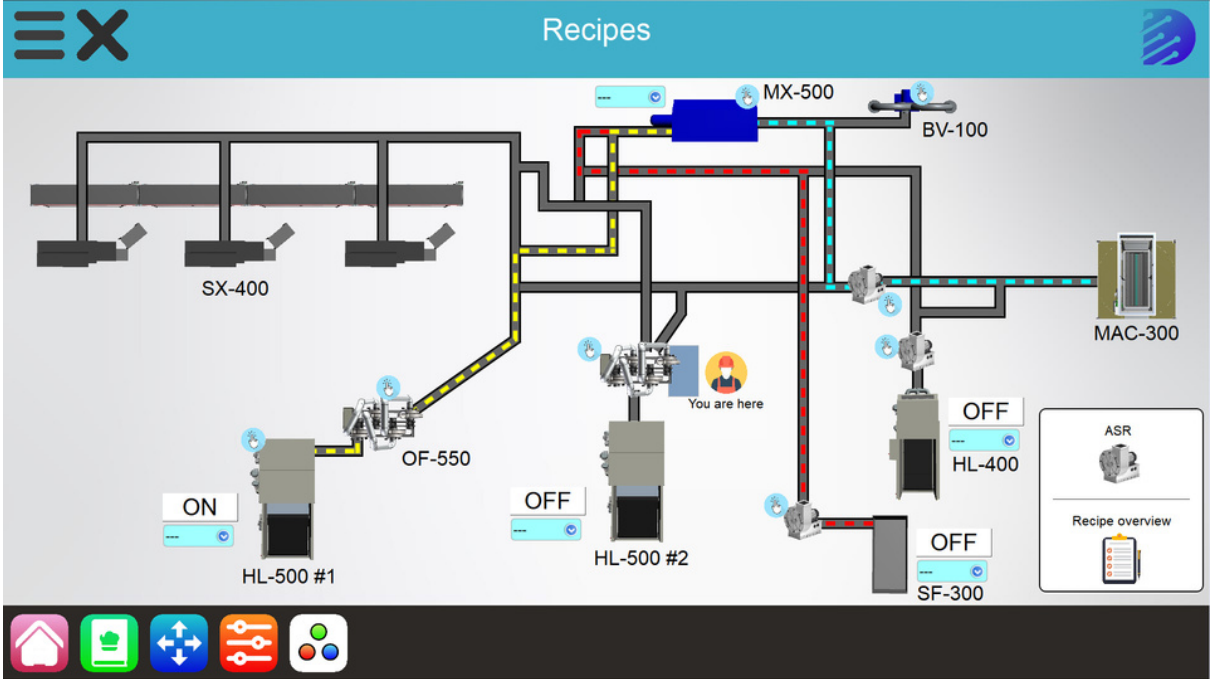 Recipes
---
MX-500
BV-100
SX-400
MAC-300
You are here
OFF
ASR
---
OF-550
HL-400
ON
OFF
---
---
Recipe overview
OFF
HL-500 #2
HL-500 #1
---
SF-300